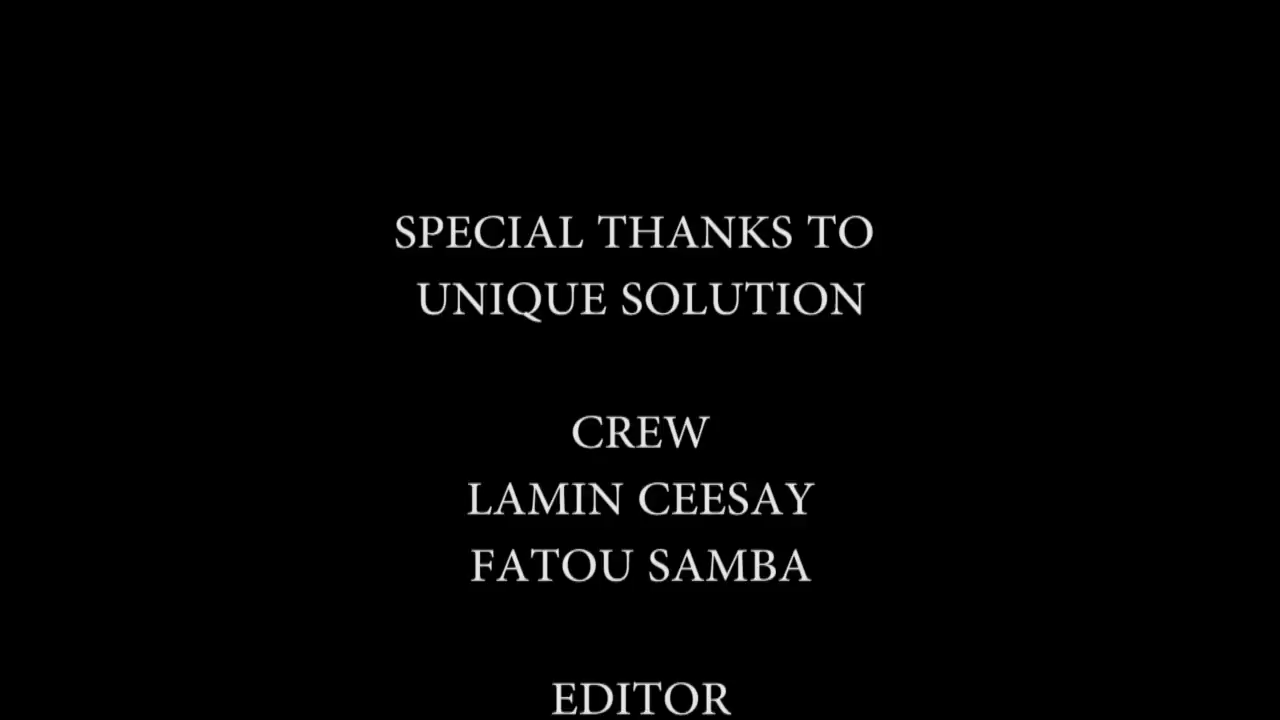 SPECIAL THANKS TO
UNIQUE SOLUTION
CREW
LAMIN CEESAY
FATOU SAMBA
EDITOR